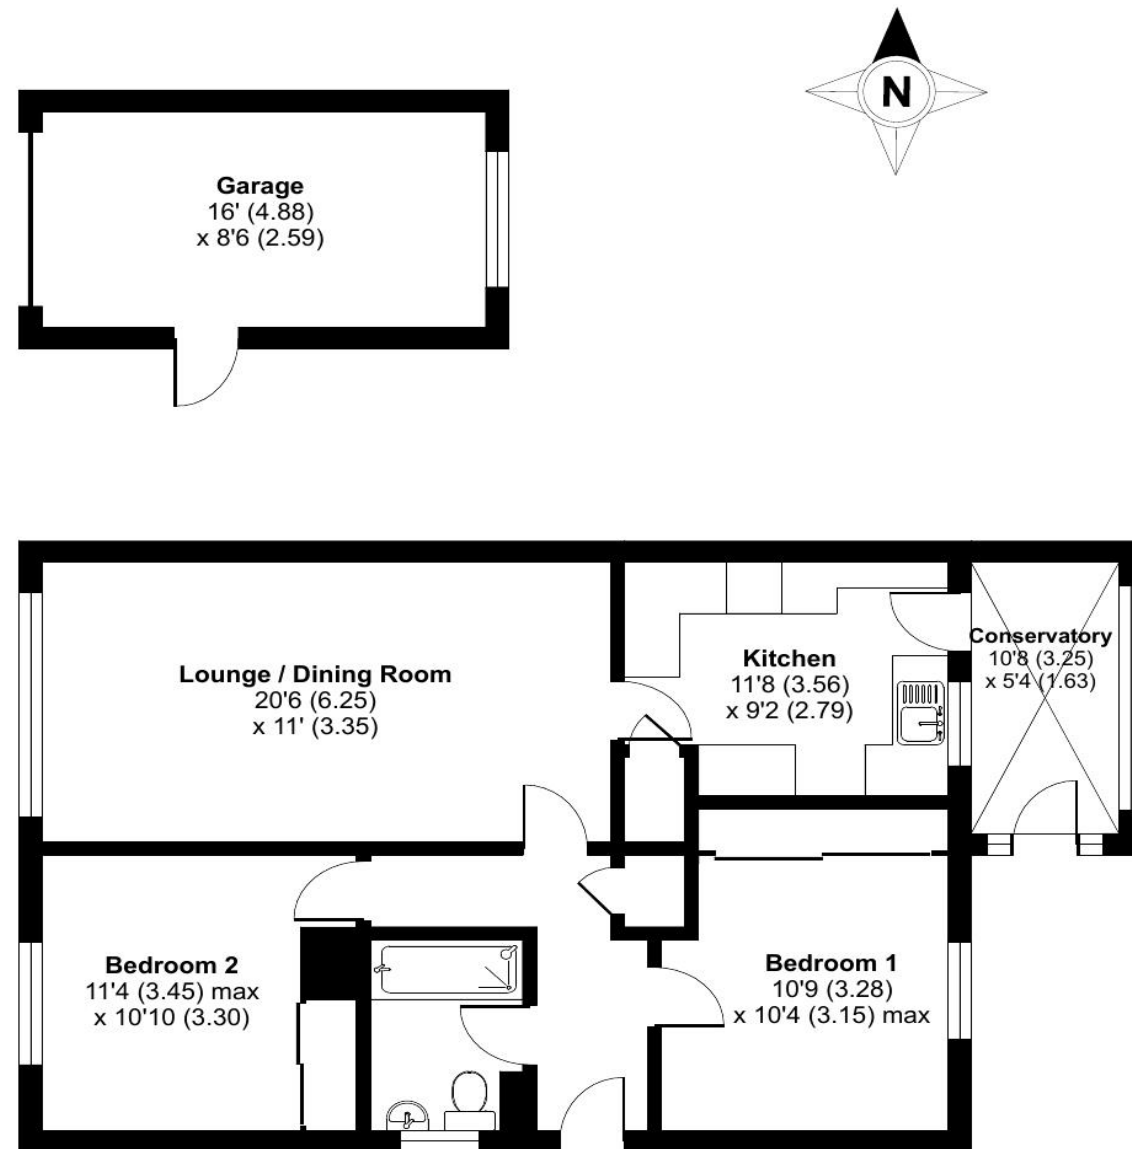 N
Garage
16' (4.88)
x 8'6 (2.59)
Lounge / Dining Room
20'6 (6.25)
x 11' (3.35)
Kitchen
11'8 (3.56)
x 9'2 (2.79)
Conservatory
10'8 (3.25)
x 5'4 (1.63)
Bedroom 2
11'4 (3.45) max
x 10'10 (3.30)
Bedroom 1
10'9 (3.28)
x 10'4 (3.15) max